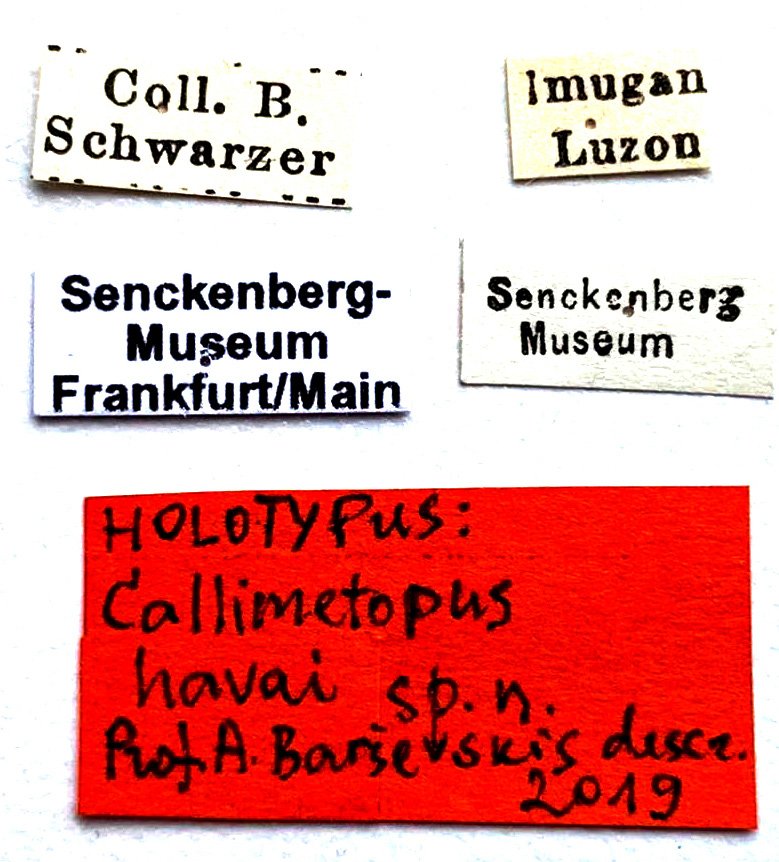 Coll. B.
Schwarzer
Imugan
Luzon
Senckenberg-
Museum
Frankfurt/Main
Senckenberg
Museum
HOLOTYPUS:
Callimetopus
havai sp. n.
Prof. A. Barševskis descr.
2019